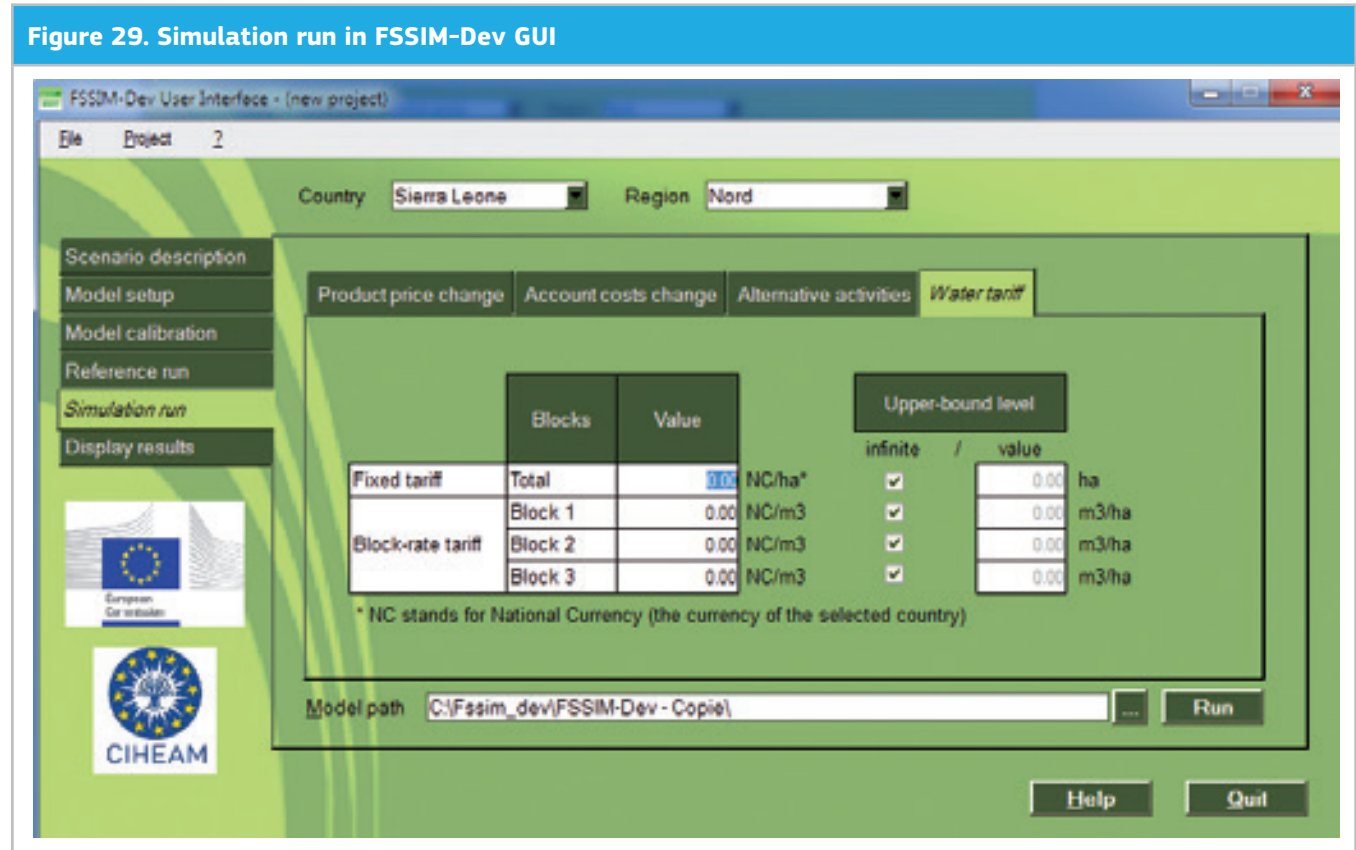 Figure 29. Simulation run in FSSIM-Dev GUI
FSSIM-Dev User Interface - (new project)
File Project ?
Country Sierra Leone Region Nord
Scenario description
Model setup
Model calibration
Reference run
Simulation run
Display results
Product price change Account costs change Alternative activities Water tariff
Blocks Value Upper-bound level
infinite / value
Fixed tariff Total 0.00 NC/ha* 0.00 ha
Block 1 0.00 NC/m3 0.00 m3/ha
Block-rate tariff Block 2 0.00 NC/m3 0.00 m3/ha
Block 3 0.00 NC/m3 0.00 m3/ha
* NC stands for National Currency (the currency of the selected country)
European
Commission
CIHEAM
Model path C:\Fssim_dev\FSSIM-Dev - Copie\ ... Run
Help Quit